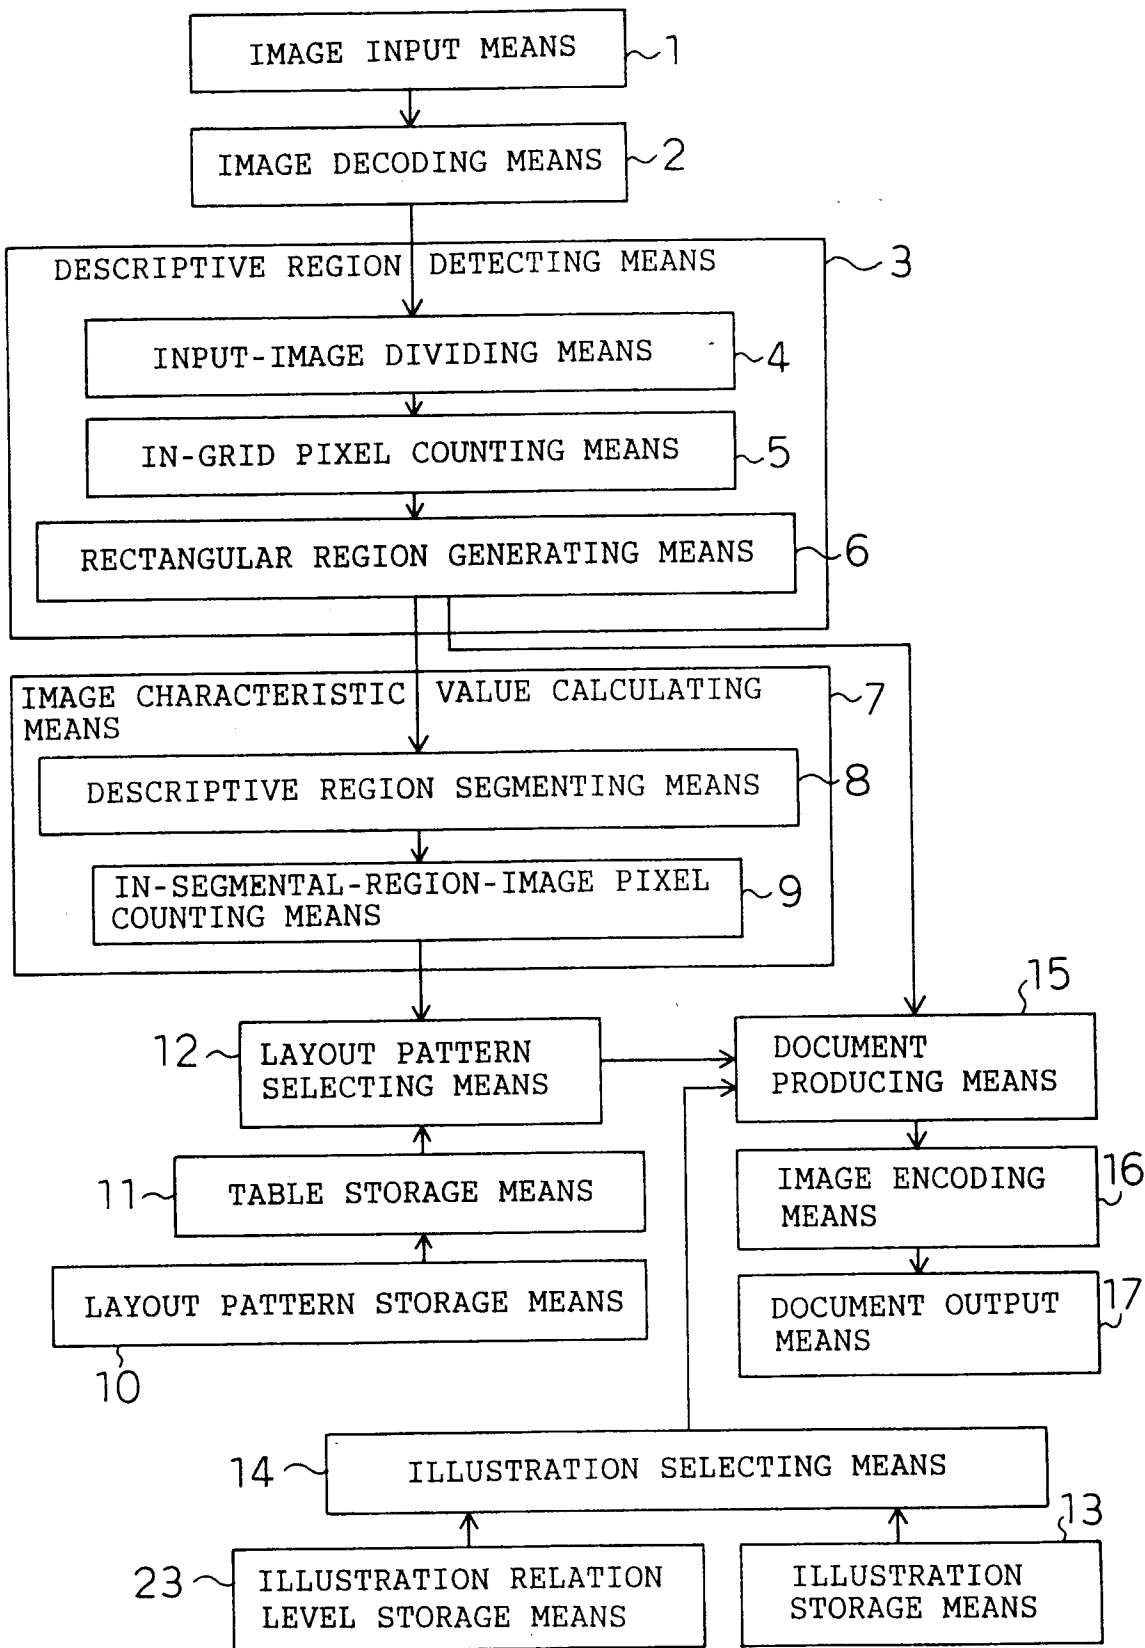 IMAGE INPUT MEANS
1
IMAGE DECODING MEANS
2
DESCRIPTIVE REGION DETECTING MEANS
3
INPUT-IMAGE DIVIDING MEANS
4
IN-GRID PIXEL COUNTING MEANS
5
RECTANGULAR REGION GENERATING MEANS
6
IMAGE CHARACTERISTIC VALUE CALCULATING
MEANS
7
DESCRIPTIVE REGION SEGMENTING MEANS
8
IN-SEGMENTAL-REGION-IMAGE PIXEL
COUNTING MEANS
9
12
LAYOUT PATTERN
SELECTING MEANS
15
DOCUMENT
PRODUCING MEANS
11
TABLE STORAGE MEANS
IMAGE ENCODING
MEANS
16
LAYOUT PATTERN STORAGE MEANS
10
DOCUMENT OUTPUT
MEANS
17
14
ILLUSTRATION SELECTING MEANS
23
ILLUSTRATION RELATION
LEVEL STORAGE MEANS
13
ILLUSTRATION
STORAGE MEANS